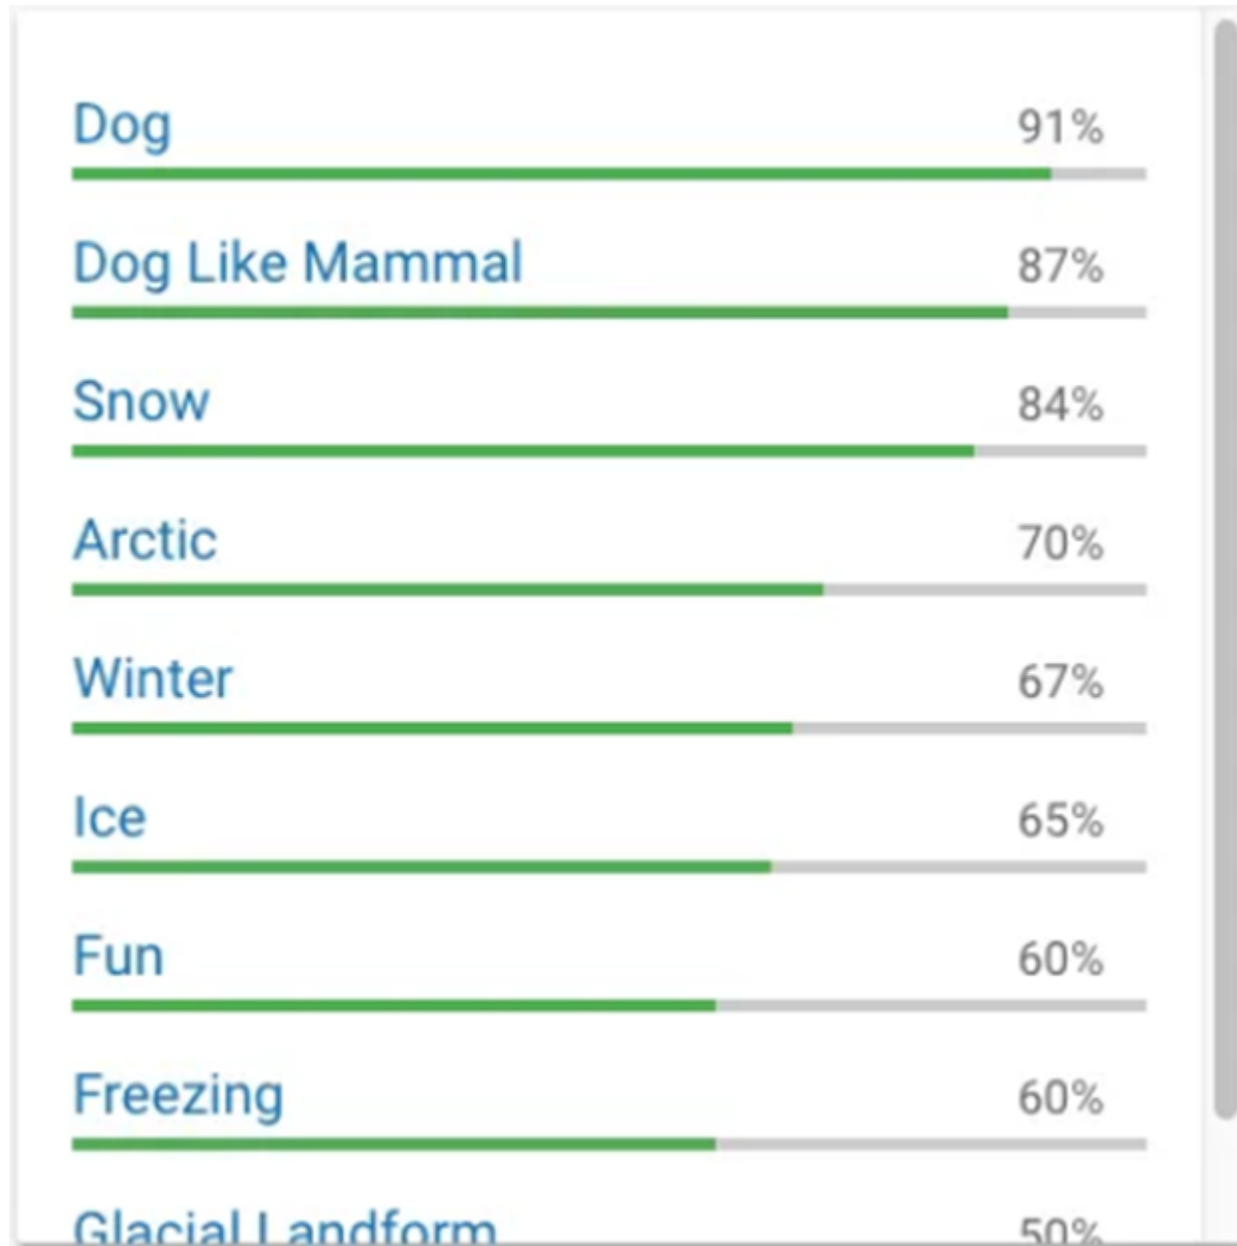 Dog 91%
Dog Like Mammal 87%
Snow 84%
Arctic 70%
Winter 67%
Ice 65%
Fun 60%
Freezing 60%
Glacial Landform 50%